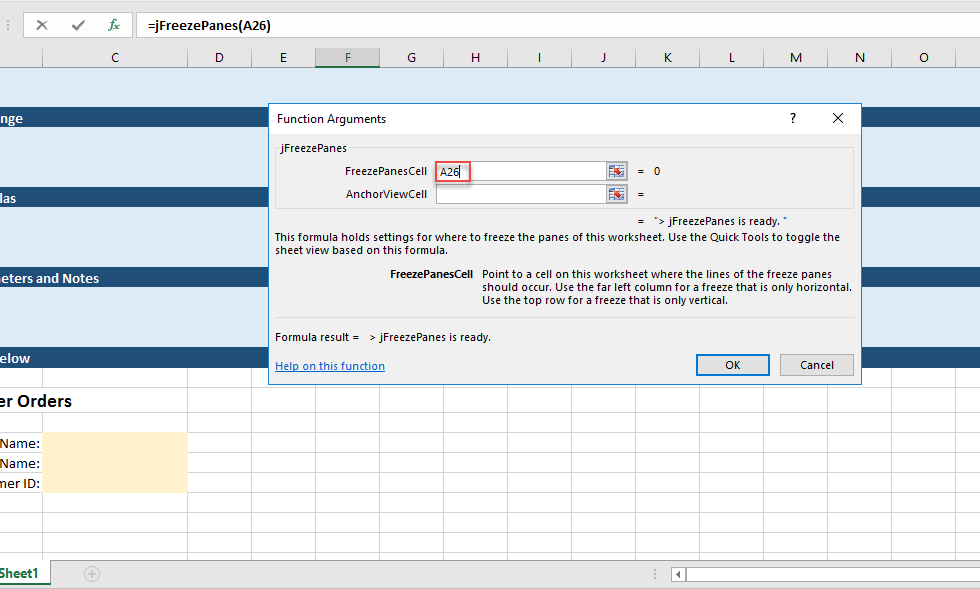 fx =jFreezePanes(A26)
C D E F G H I J K L M N O
nge
Function Arguments ?
jFreezePanes
FreezePanesCell A26 = 0
las
AnchorViewCell =
= "> jFreezePanes is ready. "
This formula holds settings for where to freeze the panes of this worksheet. Use the Quick Tools to toggle the
sheet view based on this formula.
eters and Notes
FreezePanesCell Point to a cell on this worksheet where the lines of the freeze panes
should occur. Use the far left column for a freeze that is only horizontal.
Use the top row for a freeze that is only vertical.
Formula result = > jFreezePanes is ready.
elow
Help on this function OK Cancel
er Orders
Name:
Name:
mer ID:
Sheet1